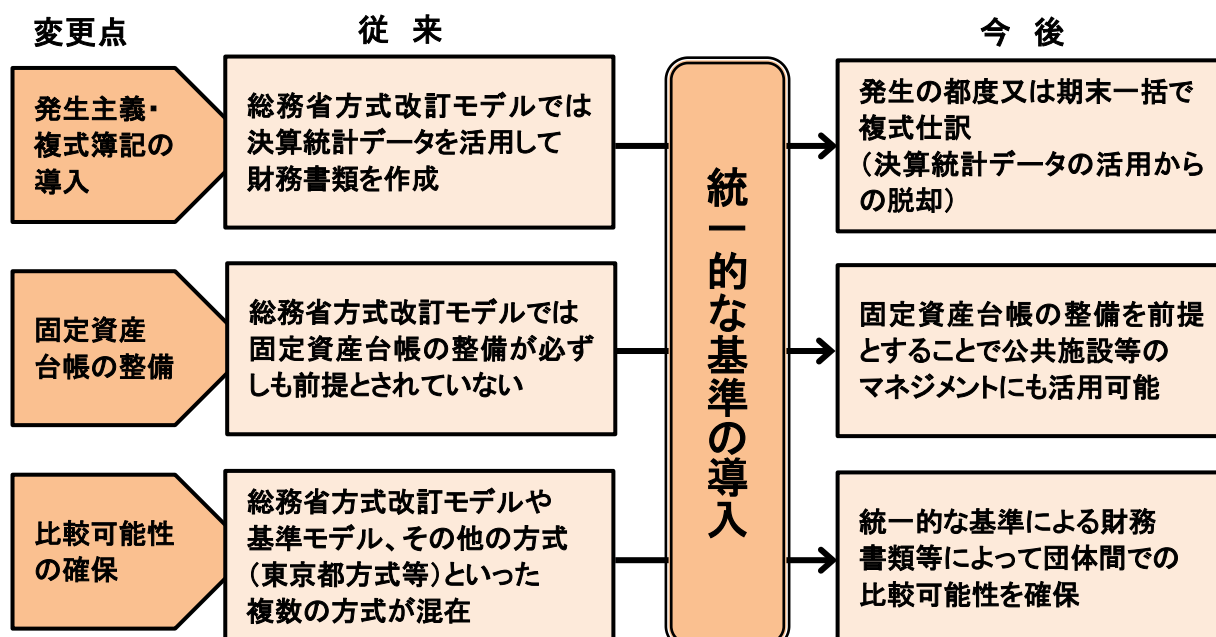 変更点
従 来
今 後
発生主義・
複式簿記の
導入
総務省方式改訂モデルでは
決算統計データを活用して
財務書類を作成
発生の都度又は期末一括で
複式仕訳
（決算統計データの活用から
の脱却）
固定資産
台帳の整備
総務省方式改訂モデルでは
固定資産台帳の整備が必ず
しも前提とされていない
固定資産台帳の整備を前提
とすることで公共施設等の
マネジメントにも活用可能
比較可能性
の確保
総務省方式改訂モデルや
基準モデル、その他の方式
（東京都方式等）といった
複数の方式が混在
統一的な基準による財務
書類等によって団体間での
比較可能性を確保
統一的な基準の導入